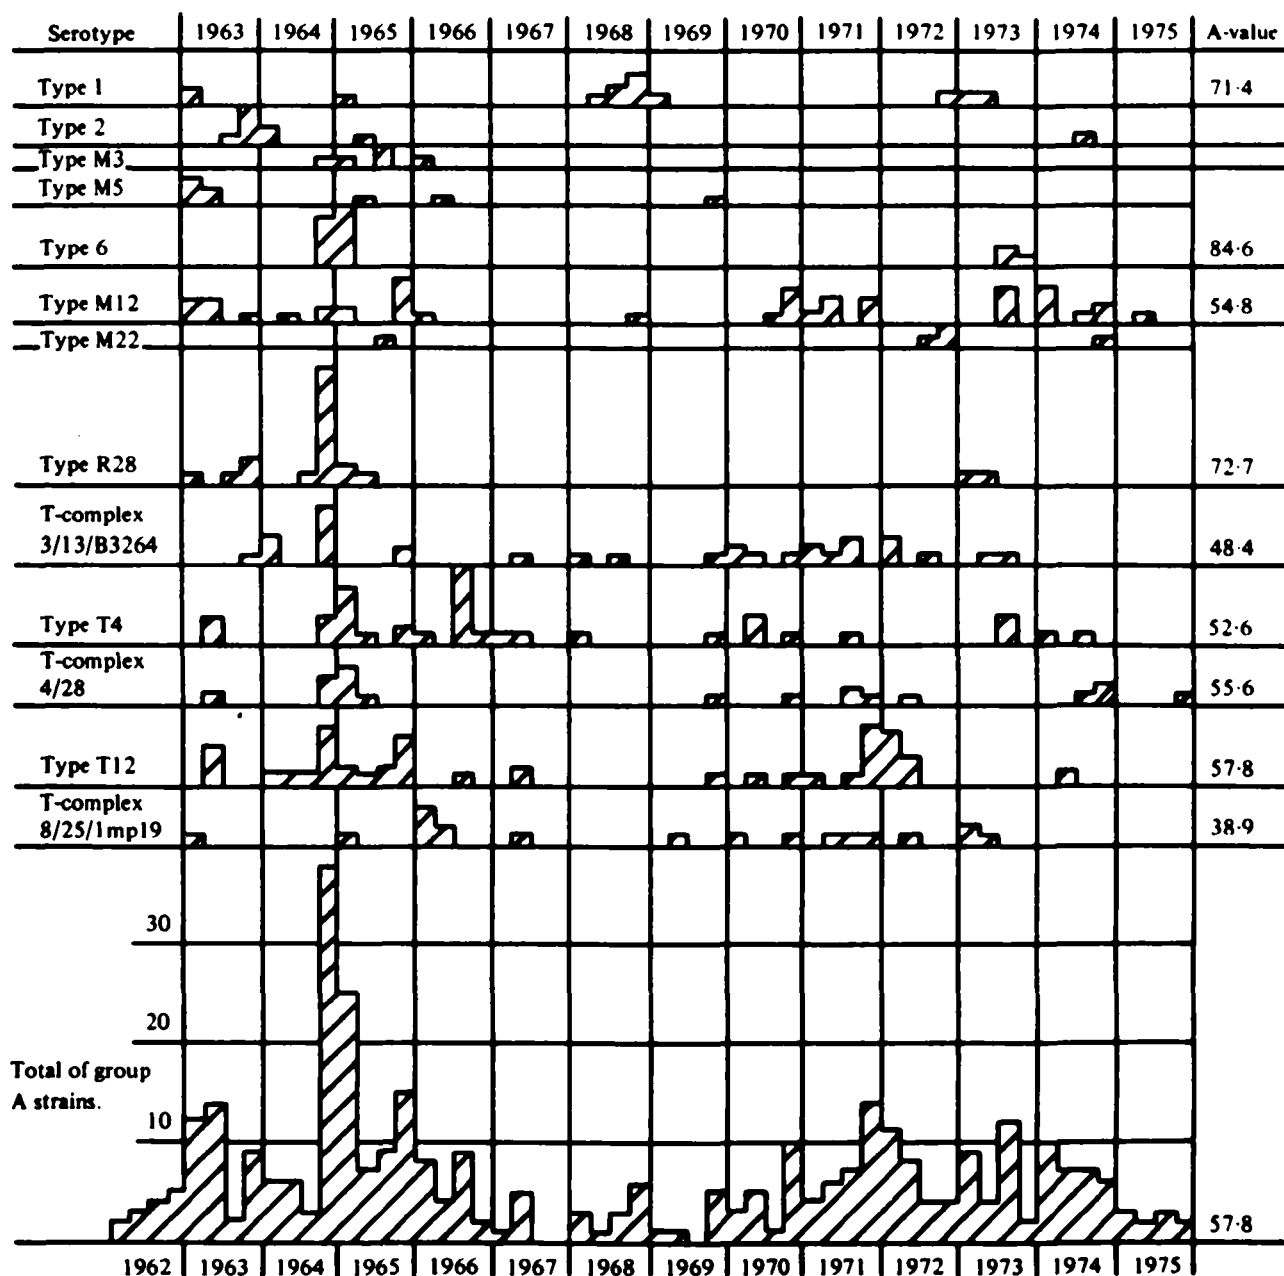 Serotype 1963 1964 1965 1966 1967 1968 1969 1970 1971 1972 1973 1974 1975 A-value
Type 1 71·4
Type 2
Type M3
Type M5
Type 6 84·6
Type M12 54·8
Type M22
Type R28 72·7
T-complex
3/13/B3264 48·4
Type T4 52·6
T-complex
4/28 55·6
Type T12 57·8
T-complex
8/25/1mp19 38·9
30
20
Total of group
A strains.
10
57·8
1962 1963 1964 1965 1966 1967 1968 1969 1970 1971 1972 1973 1974 1975